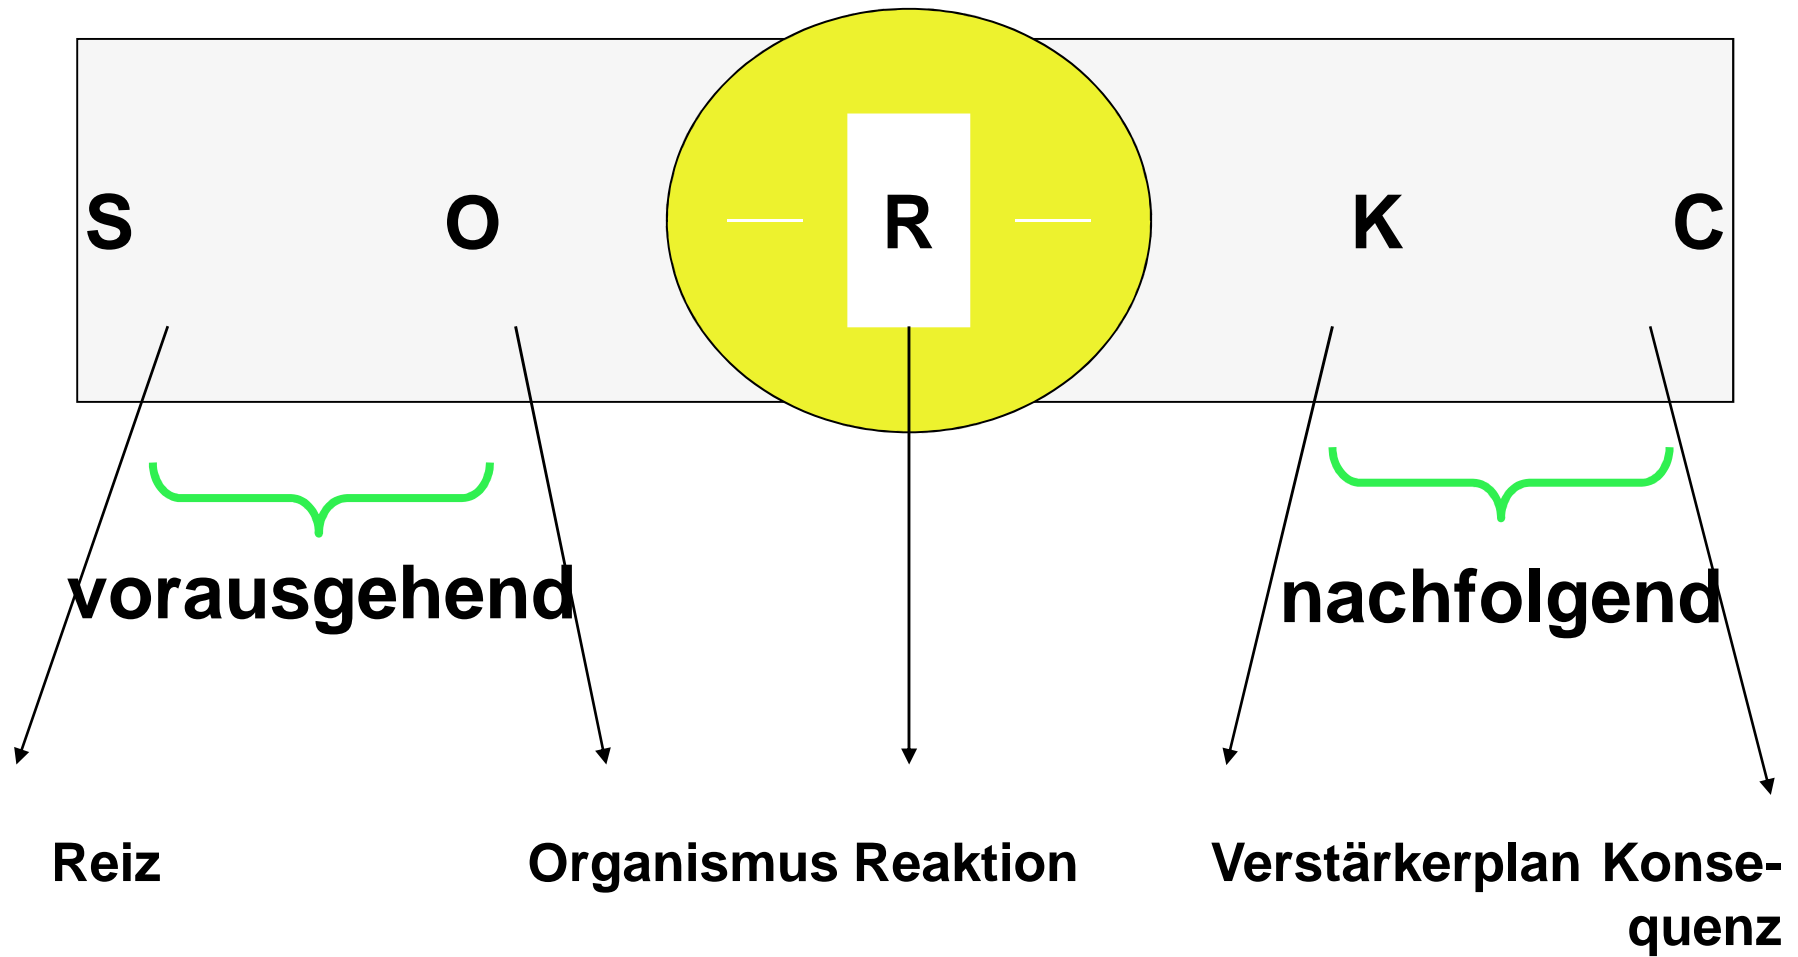 S O R K C
vorausgehend nachfolgend
Reiz Organismus Reaktion Verstärkerplan Konse-
quenz